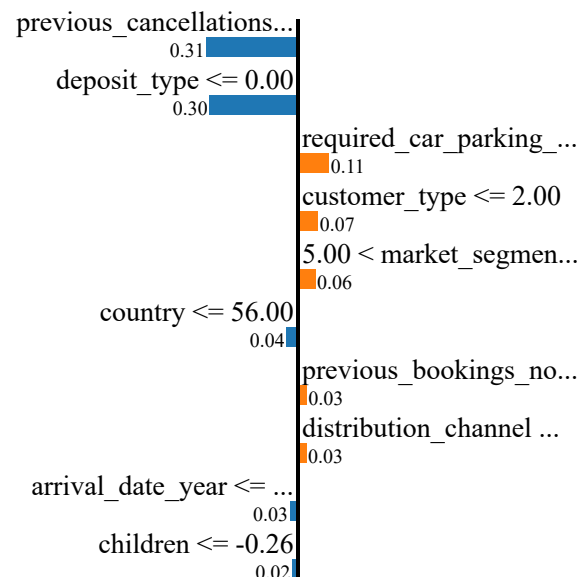 previous_cancellations...
0.31
deposit_type <= 0.00
0.30
required_car_parking_...
0.11
customer_type <= 2.00
0.07
5.00 < market_segmen...
0.06
country <= 56.00
0.04
previous_bookings_no...
0.03
distribution_channel ...
0.03
arrival_date_year <= ...
0.03
children <= -0.26
0.02